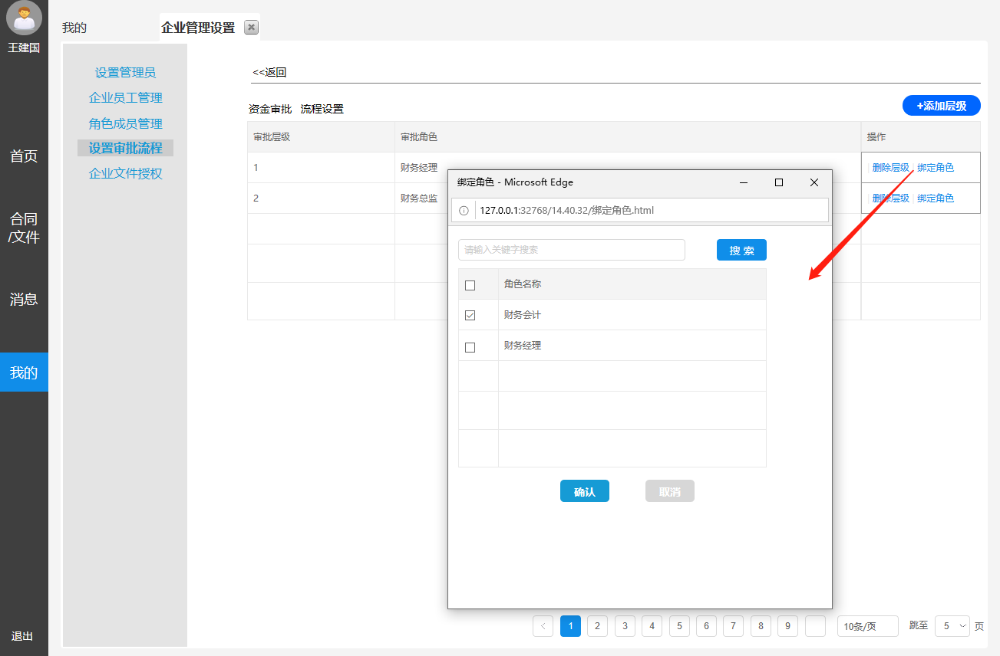 王建国
首页
合同
/文件
消息
我的
退出
我的
企业管理设置
设置管理员
企业员工管理
角色成员管理
设置审批流程
企业文件授权
<<返回
资金审批 流程设置
+添加层级
审批层级 审批角色 操作
1 财务经理 删除层级 绑定角色
2 财务总监 删除层级 绑定角色
绑定角色 - Microsoft Edge
127.0.0.1:32768/14.40.32/绑定角色.html
请输入关键字搜索
搜 索
角色名称
财务会计
财务经理
确认
取消
< 1 2 3 4 5 6 7 8 9 10条/页 跳至 5 页